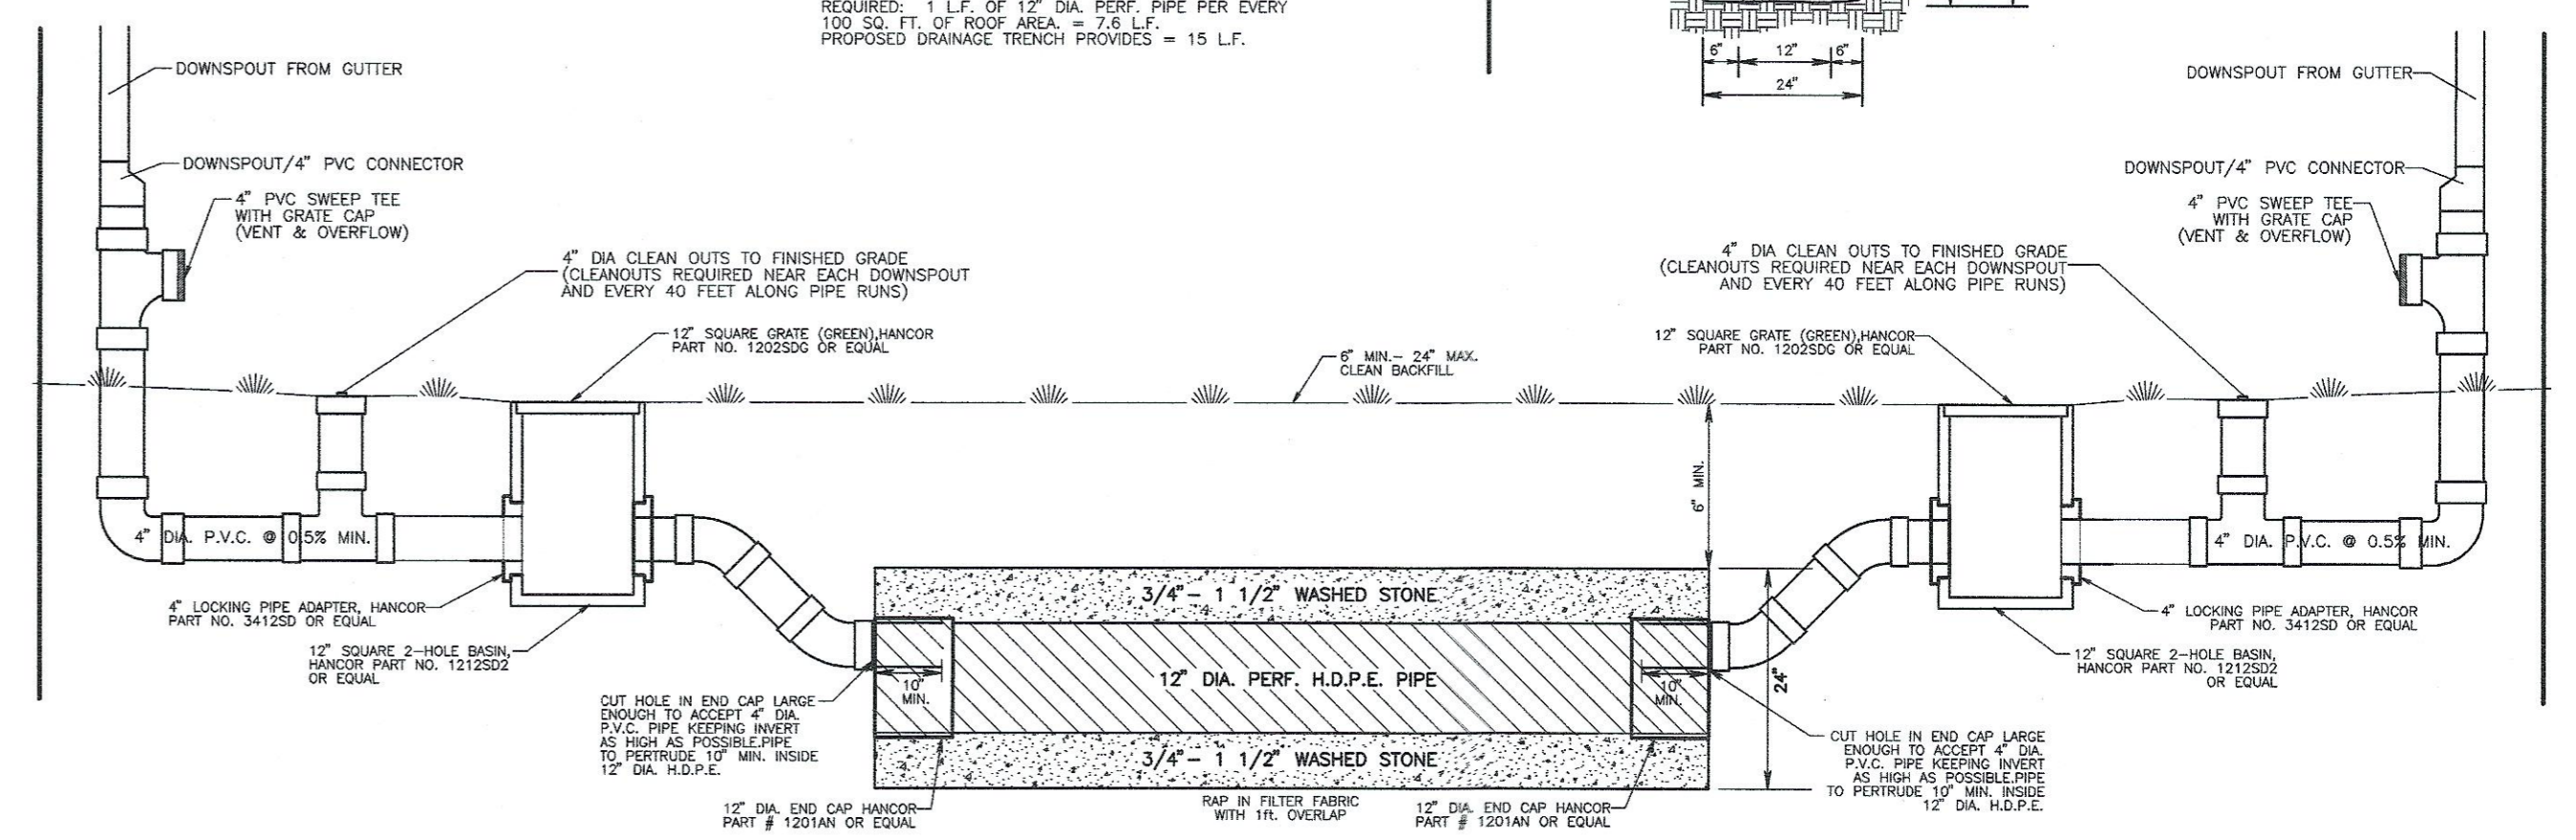 REQUIRED: 1 L.F. OF 12" DIA. PERF. PIPE PER EVERY
100 SQ. FT. OF ROOF AREA. = 7.6 L.F.
PROPOSED DRAINAGE TRENCH PROVIDES = 15 L.F.
6"
12"
6"
24"
DOWNSPOUT FROM GUTTER
DOWNSPOUT/4" PVC CONNECTOR
4" PVC SWEEP TEE
WITH GRATE CAP
(VENT & OVERFLOW)
4" DIA CLEAN OUTS TO FINISHED GRADE
(CLEANOUTS REQUIRED NEAR EACH DOWNSPOUT
AND EVERY 40 FEET ALONG PIPE RUNS)
12" SQUARE GRATE (GREEN),HANCOR
PART NO. 1202SDG OR EQUAL
6" MIN.- 24" MAX.
CLEAN BACKFILL
DOWNSPOUT FROM GUTTER
DOWNSPOUT/4" PVC CONNECTOR
4" PVC SWEEP TEE
WITH GRATE CAP
(VENT & OVERFLOW)
4" DIA CLEAN OUTS TO FINISHED GRADE
(CLEANOUTS REQUIRED NEAR EACH DOWNSPOUT
AND EVERY 40 FEET ALONG PIPE RUNS)
12" SQUARE GRATE (GREEN),HANCOR
PART NO. 1202SDG OR EQUAL
6" MIN.
4" DIA. P.V.C. @ 0.5% MIN.
4" DIA. P.V.C. @ 0.5% MIN.
4" LOCKING PIPE ADAPTER, HANCOR
PART NO. 3412SD OR EQUAL
12" SQUARE 2-HOLE BASIN,
HANCOR PART NO. 1212SD2
OR EQUAL
3/4"- 1 1/2" WASHED STONE
12" DIA. PERF. H.D.P.E. PIPE
3/4"- 1 1/2" WASHED STONE
10"
MIN.
10"
MIN.
24"
4" LOCKING PIPE ADAPTER, HANCOR
PART NO. 3412SD OR EQUAL
12" SQUARE 2-HOLE BASIN,
HANCOR PART NO. 1212SD2
OR EQUAL
CUT HOLE IN END CAP LARGE
ENOUGH TO ACCEPT 4" DIA.
P.V.C. PIPE KEEPING INVERT
AS HIGH AS POSSIBLE.PIPE
TO PERTRUDE 10" MIN. INSIDE
12" DIA. H.D.P.E.
CUT HOLE IN END CAP LARGE
ENOUGH TO ACCEPT 4" DIA.
P.V.C. PIPE KEEPING INVERT
AS HIGH AS POSSIBLE.PIPE
TO PERTRUDE 10" MIN. INSIDE
12" DIA. H.D.P.E.
12" DIA. END CAP HANCOR
PART # 1201AN OR EQUAL
RAP IN FILTER FABRIC
WITH 1ft. OVERLAP
12" DIA. END CAP HANCOR
PART # 1201AN OR EQUAL